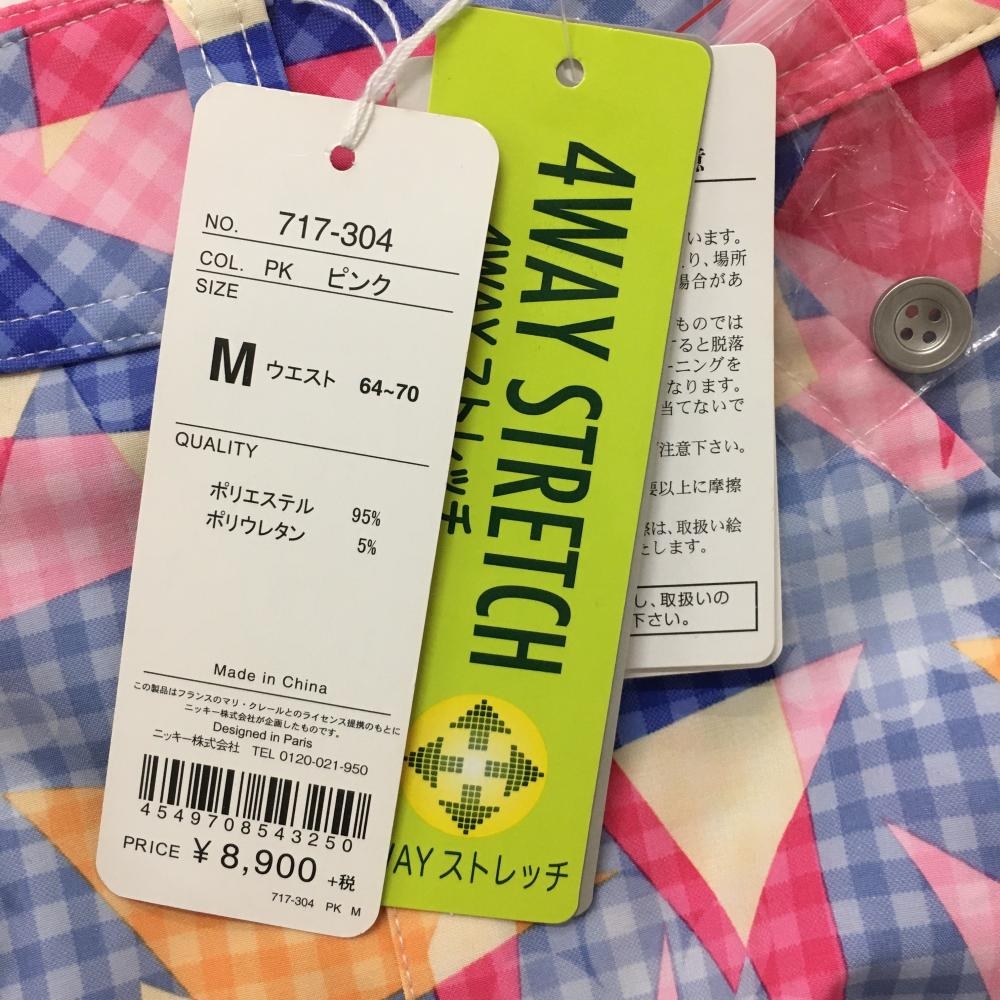 NO. 717-304
COL. PK ピンク
SIZE
M ウエスト 64~70
QUALITY
ポリエステル 95%
ポリウレタン 5%
Made in China
この製品はフランスのマリ・クレールとのライセンス提携のもとに
ニッキー株式会社が企画したものです。
Designed in Paris
ニッキー株式会社 TEL 0120-021-950
4549708543250
PRICE ¥8,900 +税
717-304 PK M
4WAY STRETCH
4WAYストレッチ
WAYストレッチ
います。
り、場所
場合があ
ものでは
ると脱落
ーニングを
なります。
当てないで
注意下さい。
要以上に摩擦
は、取扱い絵
とします。
し、取扱いの
下さい。